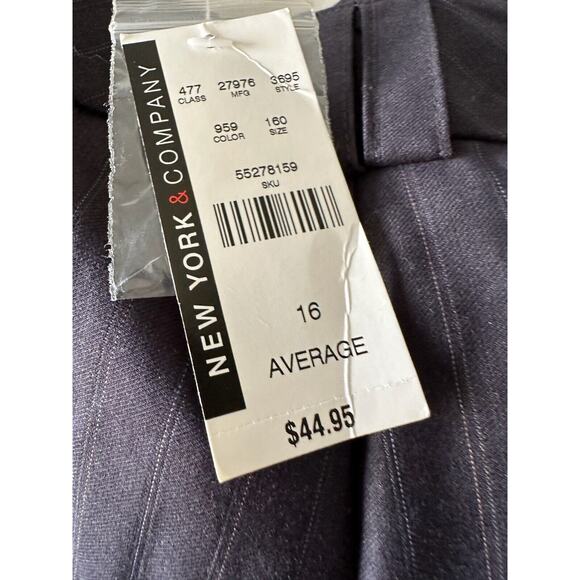 NEW YORK & COMPANY
477 27976 3695
CLASS MFG STYLE
959 160
COLOR SIZE
55278159
SKU
16
AVERAGE
$44.95